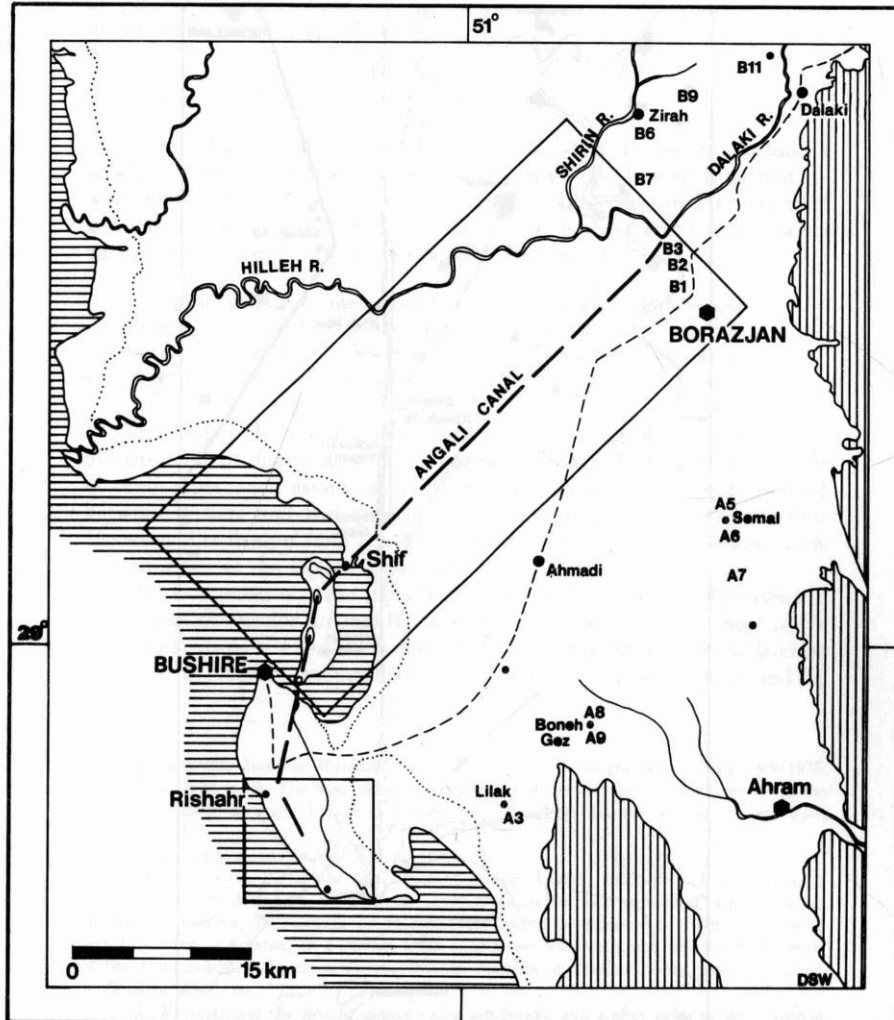 51°
B11
Dalaki
B9
Zirah
B6
SHIRIN R.
DALAKI R.
B7
B3
B2
B1
HILLEH R.
BORAZJAN
ANGALI CANAL
A5
Semal
A6
A7
Shif
Ahmadi
29°
BUSHIRE
A8
Boneh
Gez
A9
Rishahr
Lilak
A3
Ahram
0 15 km
DSW